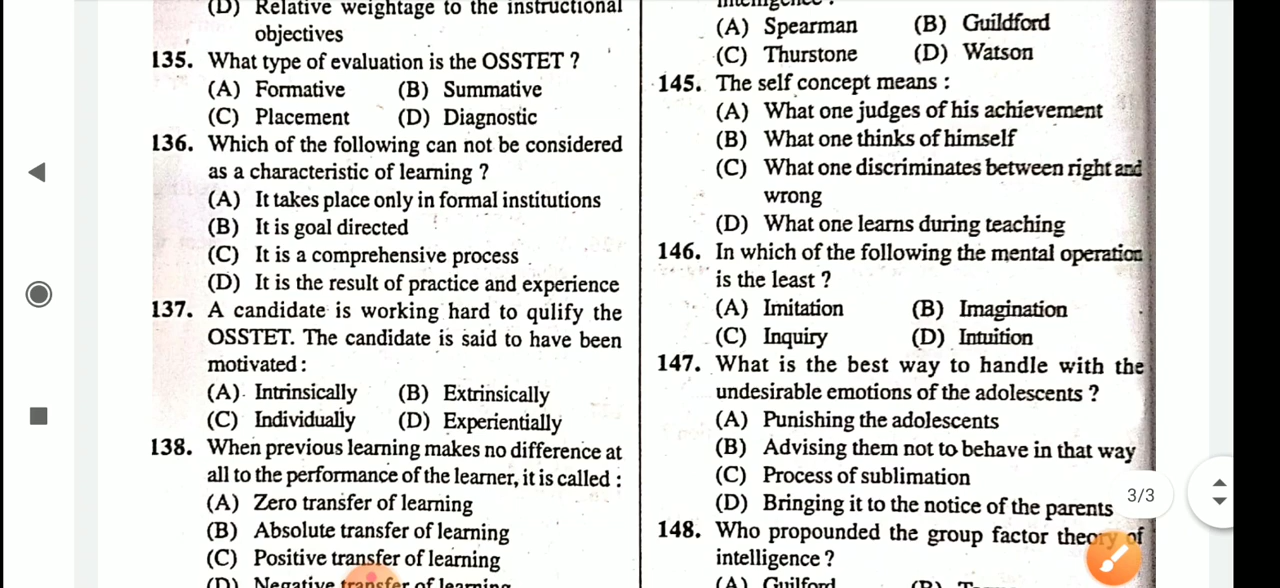 (D) Relative weightage to the instructional
objectives
135. What type of evaluation is the OSSTET ?
(A) Formative (B) Summative
(C) Placement (D) Diagnostic
136. Which of the following can not be considered
as a characteristic of learning ?
(A) It takes place only in formal institutions
(B) It is goal directed
(C) It is a comprehensive process
(D) It is the result of practice and experience
137. A candidate is working hard to qulify the
OSSTET. The candidate is said to have been
motivated :
(A) Intrinsically (B) Extrinsically
(C) Individually (D) Experientially
138. When previous learning makes no difference at
all to the performance of the learner, it is called :
(A) Zero transfer of learning
(B) Absolute transfer of learning
(C) Positive transfer of learning
(D) Negative transfer of learning
intelligence ?
(A) Spearman (B) Guildford
(C) Thurstone (D) Watson
145. The self concept means :
(A) What one judges of his achievement
(B) What one thinks of himself
(C) What one discriminates between right and
wrong
(D) What one learns during teaching
146. In which of the following the mental operation
is the least ?
(A) Imitation (B) Imagination
(C) Inquiry (D) Intuition
147. What is the best way to handle with the
undesirable emotions of the adolescents ?
(A) Punishing the adolescents
(B) Advising them not to behave in that way
(C) Process of sublimation
(D) Bringing it to the notice of the parents
148. Who propounded the group factor theory of
intelligence ?
(A) Guilford (B)
3/3